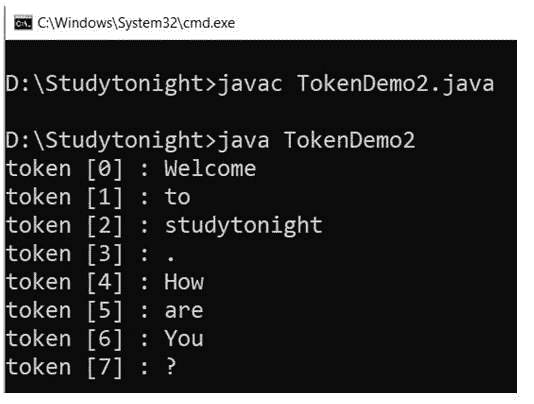 C:\Windows\System32\cmd.exe
D:\Studytonight>javac TokenDemo2.java
D:\Studytonight>java TokenDemo2
token [0] : Welcome
token [1] : to
token [2] : studytonight
token [3] : .
token [4] : How
token [5] : are
token [6] : You
token [7] : ?